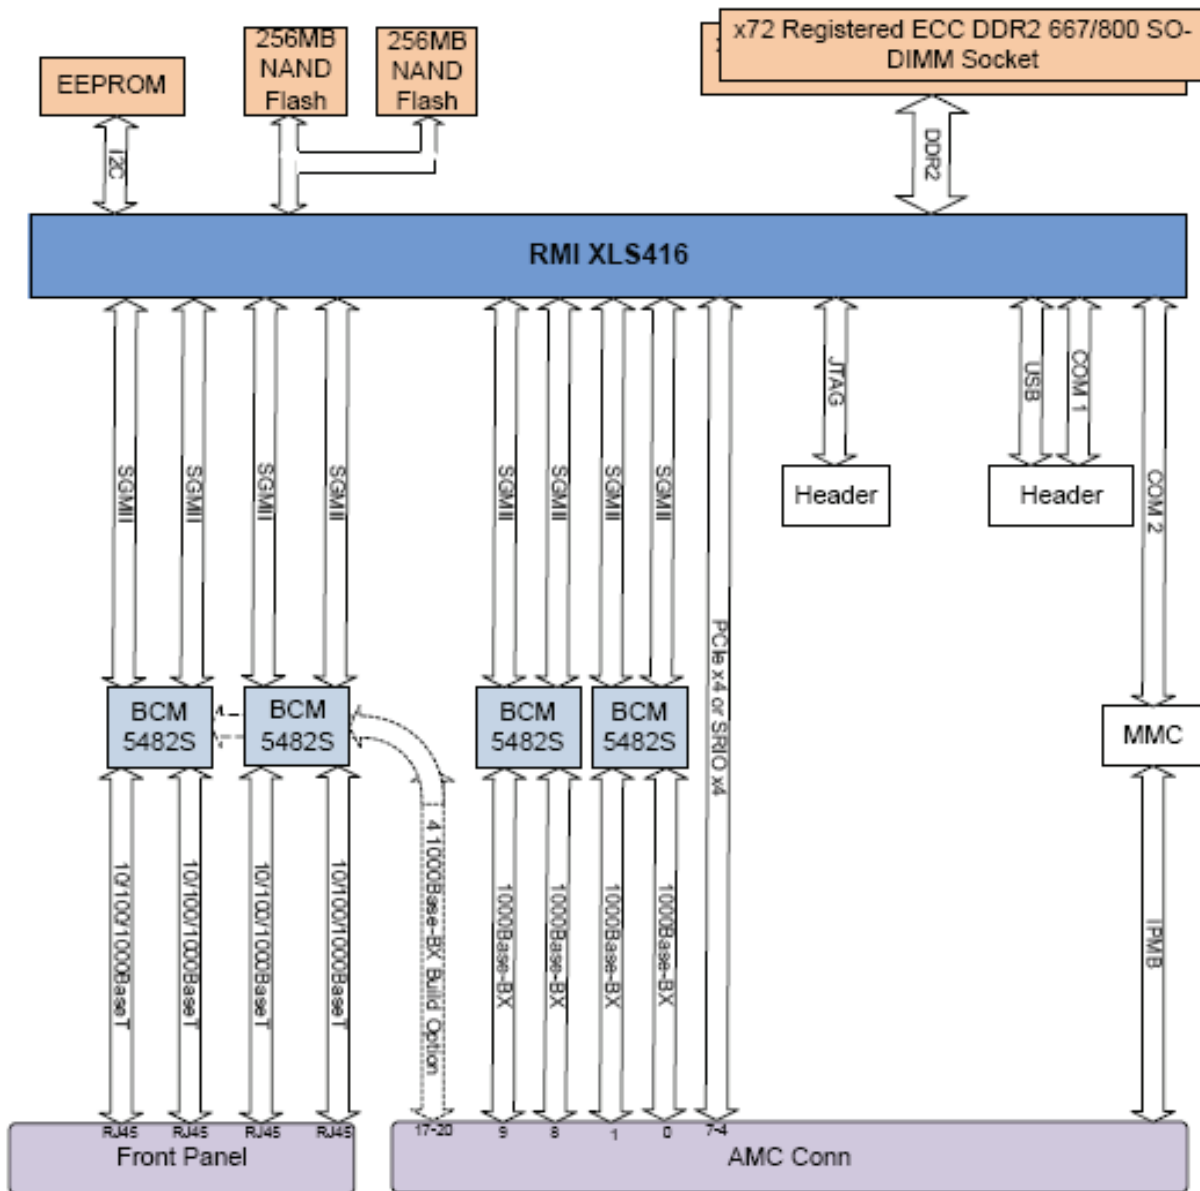 EEPROM
256MB
NAND
Flash
256MB
NAND
Flash
x72 Registered ECC DDR2 667/800 SO-
DIMM Socket
I2C
DDR2
RMI XLS416
SGMII
SGMII
SGMII
SGMII
SGMII
SGMII
SGMII
SGMII
PCIe x4 or SRIO x4
JTAG
USB
COM 1
COM 2
Header
Header
BCM
5482S
BCM
5482S
BCM
5482S
BCM
5482S
MMC
10/100/1000BaseT
10/100/1000BaseT
10/100/1000BaseT
10/100/1000BaseT
4 1000Base-BX Build Option
1000Base-BX
1000Base-BX
1000Base-BX
1000Base-BX
IPMB
RJ45
RJ45
RJ45
RJ45
17-20
9
8
1
0
7-4
Front Panel
AMC Conn